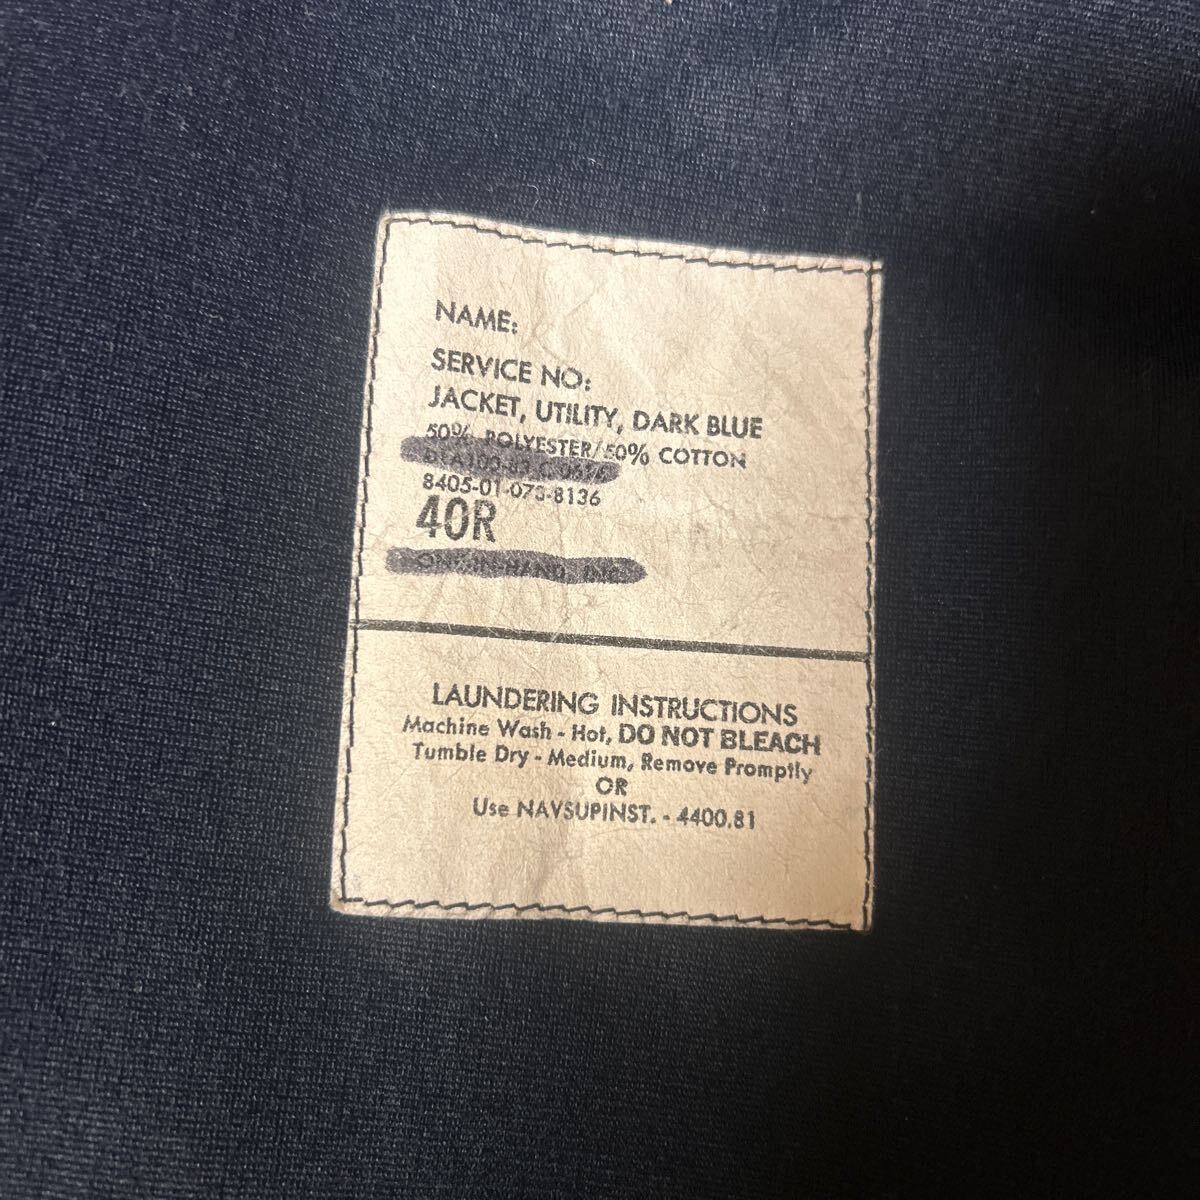 NAME:
SERVICE NO:
JACKET, UTILITY, DARK BLUE
50% POLYESTER/50% COTTON
8405-01-073-8136
40R
LAUNDERING INSTRUCTIONS
Machine Wash - Hot, DO NOT BLEACH
Tumble Dry - Medium, Remove Promptly
OR
Use NAVSUPINST. - 4400.81